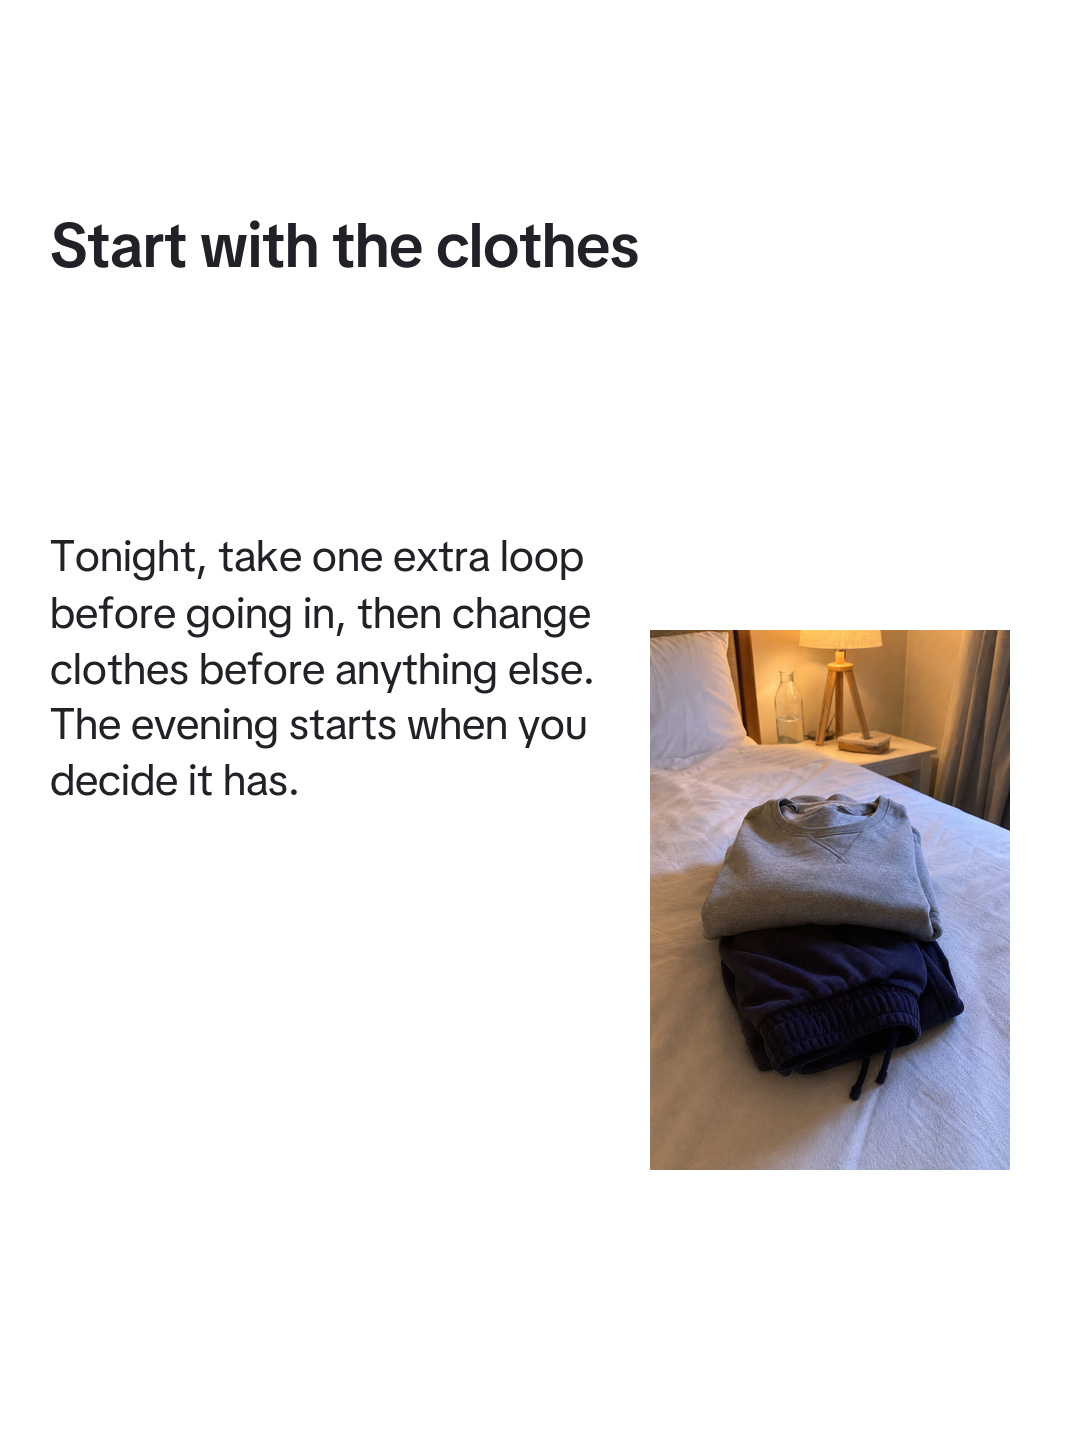 Start with the clothes
Tonight, take one extra loop
before going in, then change
clothes before anything else.
The evening starts when you
decide it has.